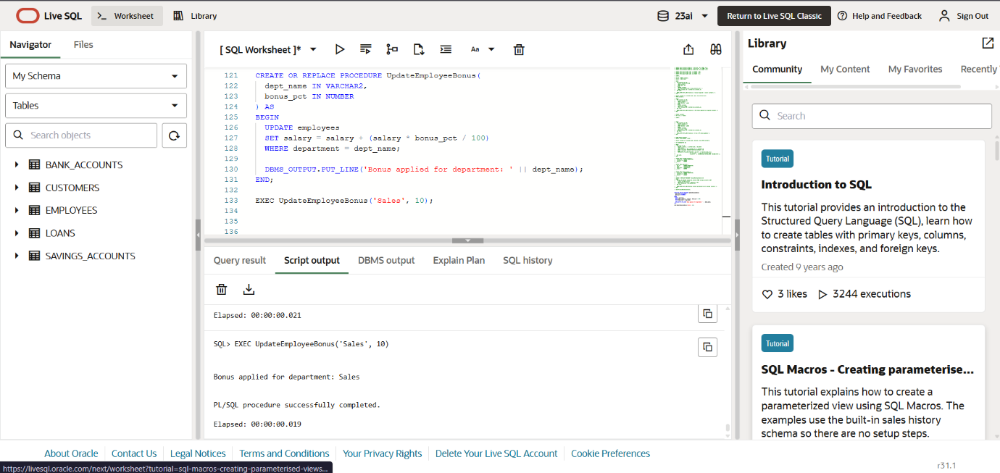 Live SQL
Worksheet
Library
23ai
Return to Live SQL Classic
Help and Feedback
Sign Out
Navigator
Files
My Schema
Tables
Search objects
BANK_ACCOUNTS
CUSTOMERS
EMPLOYEES
LOANS
SAVINGS_ACCOUNTS
[ SQL Worksheet ]*
Aa
121 CREATE OR REPLACE PROCEDURE UpdateEmployeeBonus(
122 dept_name IN VARCHAR2,
123 bonus_pct IN NUMBER
124 ) AS
125 BEGIN
126 UPDATE employees
127 SET salary = salary + (salary * bonus_pct / 100)
128 WHERE department = dept_name;
129
130 DBMS_OUTPUT.PUT_LINE('Bonus applied for department: ' || dept_name);
131 END;
132
133 EXEC UpdateEmployeeBonus('Sales', 10);
134
135
136
Query result
Script output
DBMS output
Explain Plan
SQL history
Elapsed: 00:00:00.021
SQL> EXEC UpdateEmployeeBonus('Sales', 10)
Bonus applied for department: Sales
PL/SQL procedure successfully completed.
Elapsed: 00:00:00.019
Library
Community
My Content
My Favorites
Recently
Search
Tutorial
Introduction to SQL
This tutorial provides an introduction to the
Structured Query Language (SQL), learn how
to create tables with primary keys, columns,
constraints, indexes, and foreign keys.
Created 9 years ago
3 likes
3244 executions
Tutorial
SQL Macros - Creating parameterise...
This tutorial explains how to create a
parameterized view using SQL Macros. The
examples use the built-in sales history
schema so there are no setup steps.
About Oracle
Contact Us
Legal Notices
Terms and Conditions
Your Privacy Rights
Delete Your Live SQL Account
Cookie Preferences
https://livesql.oracle.com/next/worksheet?tutorial=sql-macros-creating-parameterised-views...
r31.1